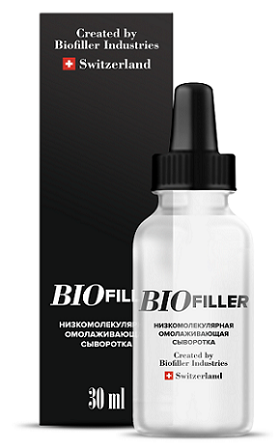 Created by
Biofiller Industries
Switzerland
BIOFILL
НИЗКОМОЛЕКУЛЯ
ОМОЛАЖИВАЮЩ
СЫВОРОТКА
30 ml
BIOFILLER
НИЗКОМОЛЕКУЛЯРНАЯ
ОМОЛАЖИВАЮЩАЯ
СЫВОРОТКА
Created by
Biofiller Industries
Switzerland